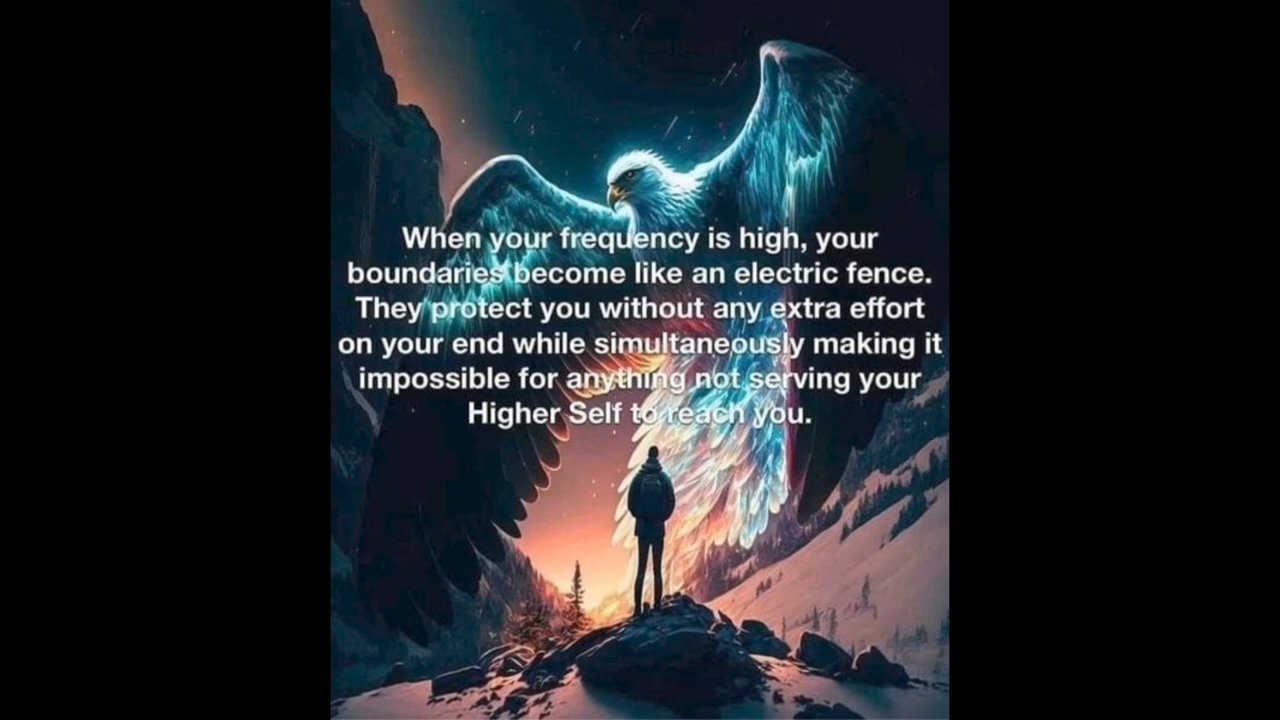 When your frequency is high, your
boundaries become like an electric fence.
They protect you without any extra effort
on your end while simultaneously making it
impossible for anything not serving your
Higher Self to reach you.